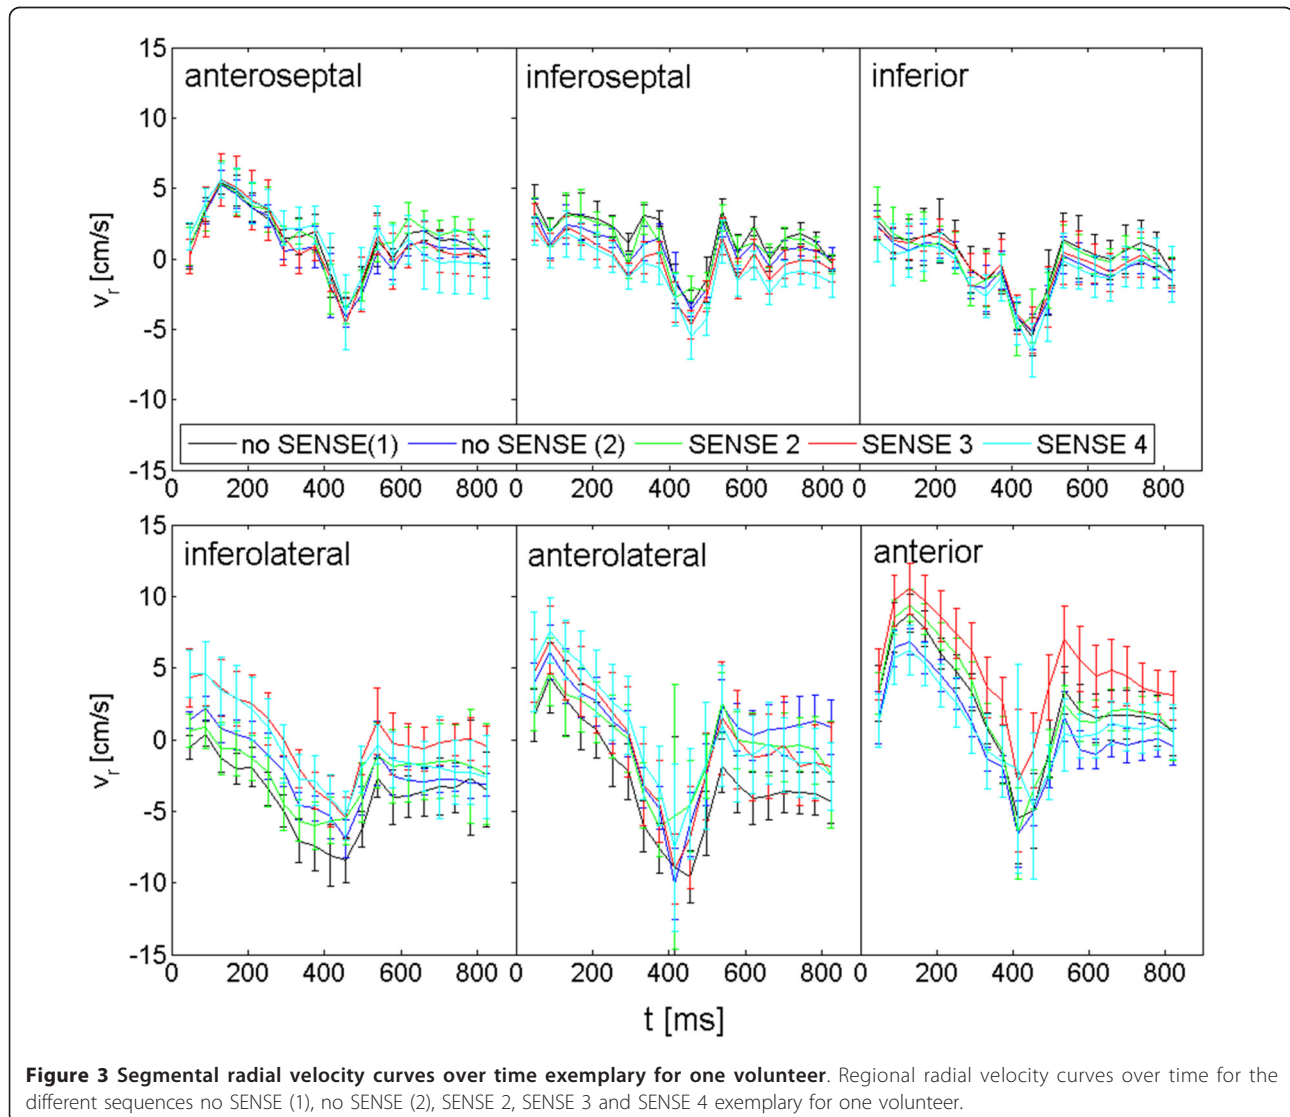 15
10
5
0
-5
-10
-15
v_r [cm/s]
anteroseptal
inferoseptal
inferior
no SENSE(1) no SENSE (2) SENSE 2 SENSE 3 SENSE 4
0 200 400 600 800 0 200 400 600 800 0 200 400 600 800
15
10
5
0
-5
-10
-15
v_r [cm/s]
inferolateral
anterolateral
anterior
0 200 400 600 800 0 200 400 600 800 0 200 400 600 800
t [ms]
Figure 3 Segmental radial velocity curves over time exemplary for one volunteer. Regional radial velocity curves over time for the
different sequences no SENSE (1), no SENSE (2), SENSE 2, SENSE 3 and SENSE 4 exemplary for one volunteer.